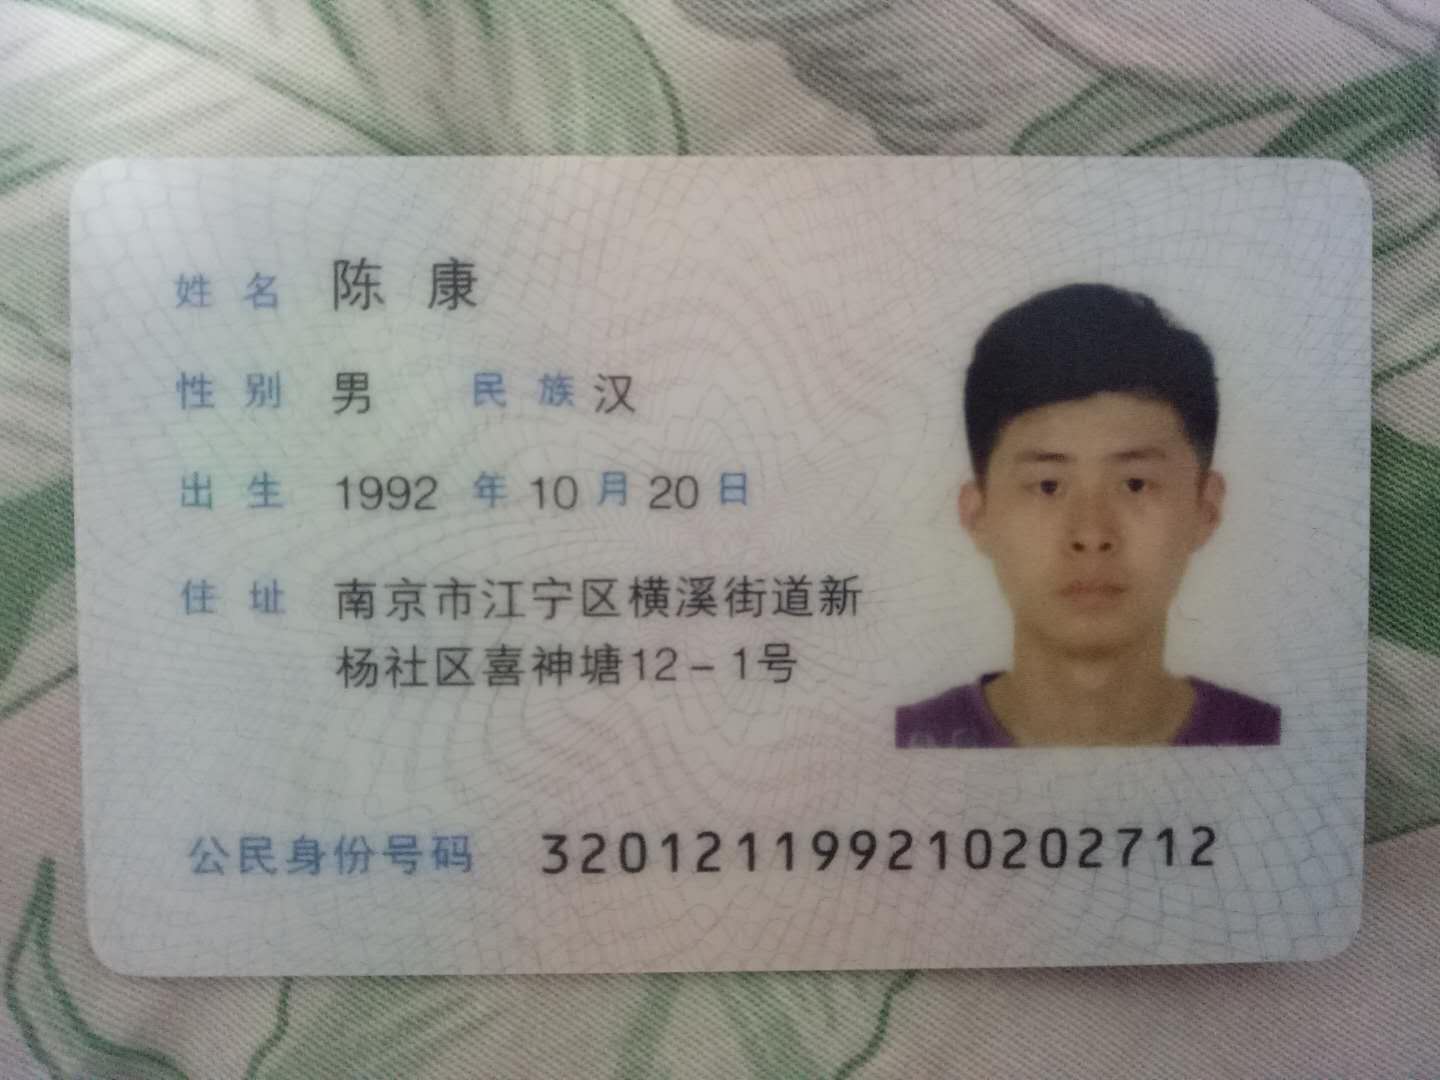 姓名 陈康
性别 男 民族 汉
出生 1992 年 10 月 20 日
住址 南京市江宁区横溪街道新
杨社区喜神塘12-1号
公民身份号码 320121199210202712